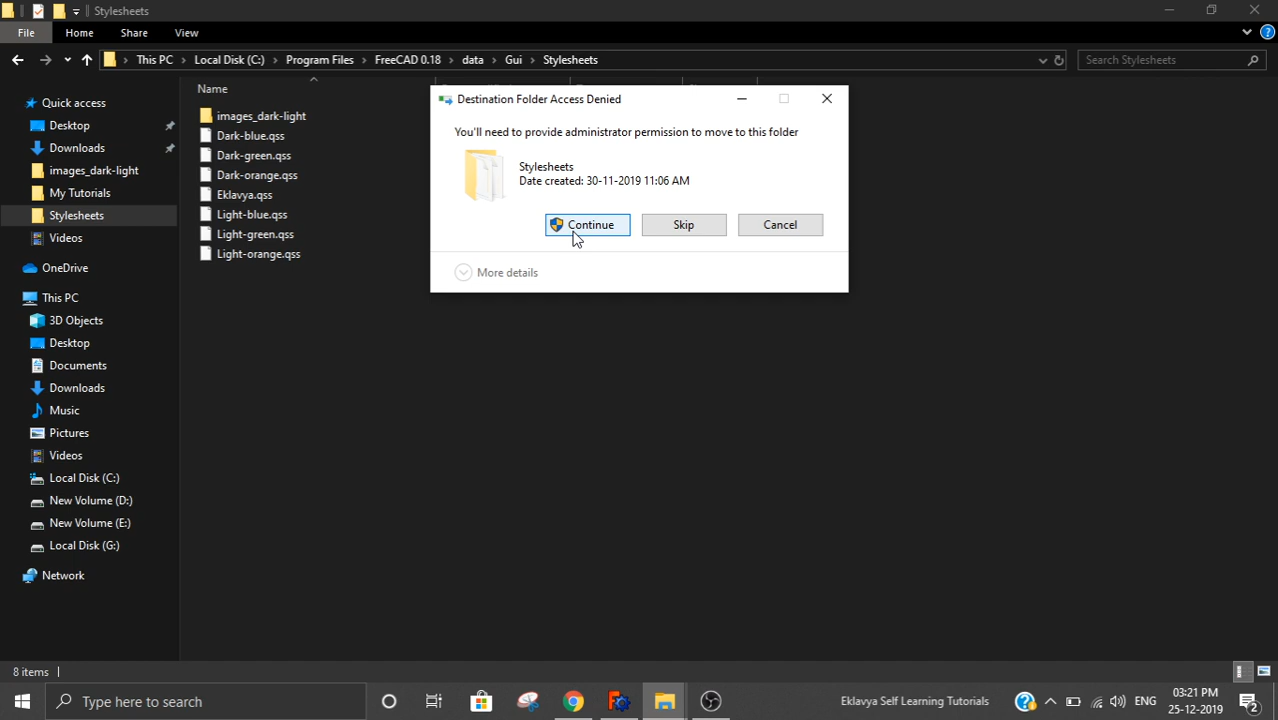 Stylesheets
File Home Share View
This PC Local Disk (C:) Program Files FreeCAD 0.18 data Gui Stylesheets
Search Stylesheets
Quick access
Desktop
Downloads
images_dark-light
My Tutorials
Stylesheets
Videos
OneDrive
This PC
3D Objects
Desktop
Documents
Downloads
Music
Pictures
Videos
Local Disk (C:)
New Volume (D:)
New Volume (E:)
Local Disk (G:)
Network
Name
images_dark-light
Dark-blue.qss
Dark-green.qss
Dark-orange.qss
Eklavya.qss
Light-blue.qss
Light-green.qss
Light-orange.qss
Destination Folder Access Denied
You'll need to provide administrator permission to move to this folder
Stylesheets
Date created: 30-11-2019 11:06 AM
Continue Skip Cancel
More details
8 items
Type here to search
Eklavya Self Learning Tutorials
ENG
03:21 PM
25-12-2019
2